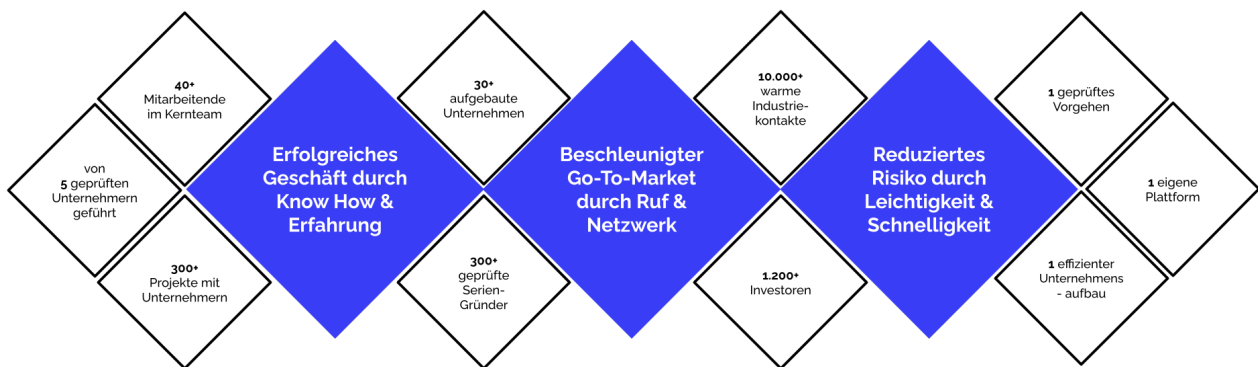 von
5 geprüften
Unternehmern
geführt
40+
Mitarbeitende
im Kernteam
300+
Projekte mit
Unternehmern
Erfolgreiches
Geschäft durch
Know How &
Erfahrung
30+
aufgebaute
Unternehmen
300+
geprüfte
Serien-
Gründer
Beschleunigter
Go-To-Market
durch Ruf &
Netzwerk
10.000+
warme
Industrie-
kontakte
1.200+
Investoren
Reduziertes
Risiko durch
Leichtigkeit &
Schnelligkeit
1 geprüftes
Vorgehen
1 eigene
Plattform
1 effizienter
Unternehmens
- aufbau